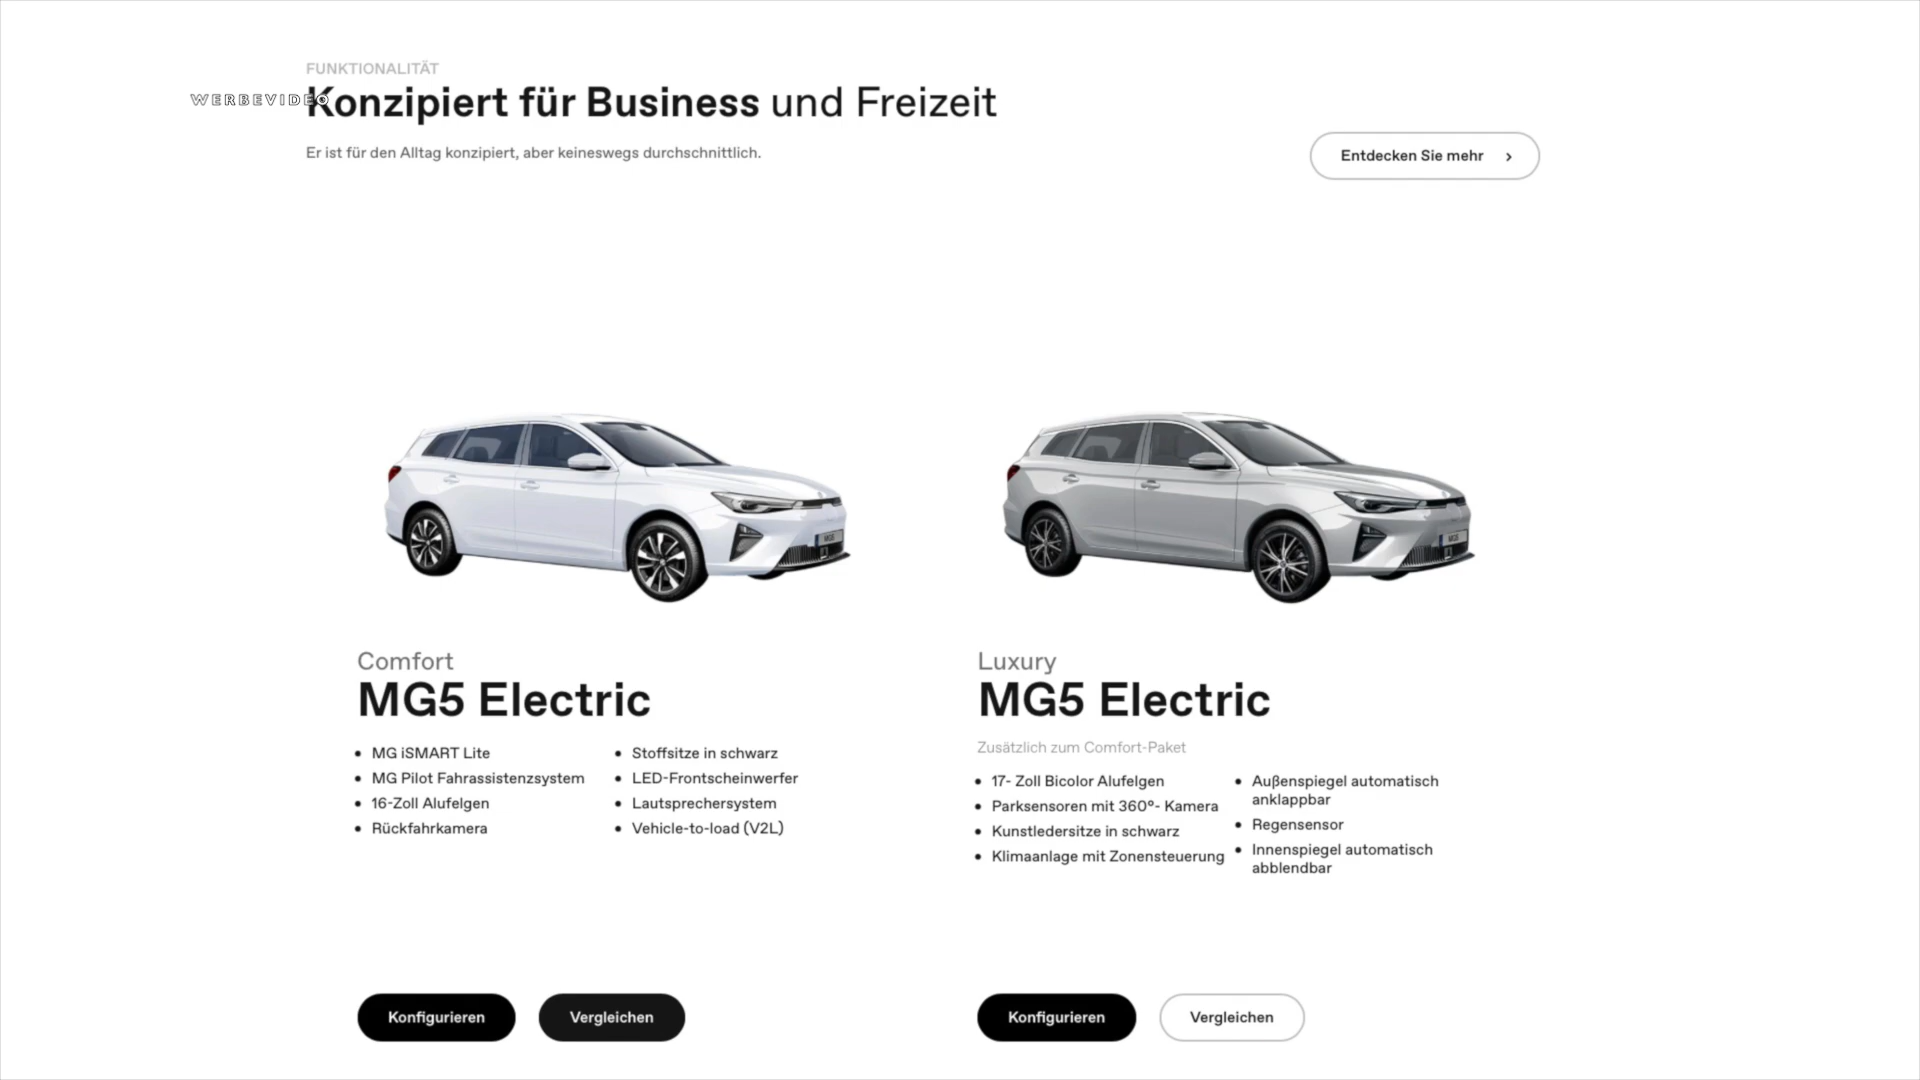 FUNKTIONALITÄT
WERBEVIDEO
Konzipiert für Business und Freizeit
Er ist für den Alltag konzipiert, aber keineswegs durchschnittlich.
Entdecken Sie mehr
Comfort
MG5 Electric
MG iSMART Lite
MG Pilot Fahrassistenzsystem
16-Zoll Alufelgen
Rückfahrkamera
Stoffsitze in schwarz
LED-Frontscheinwerfer
Lautsprechersystem
Vehicle-to-load (V2L)
Konfigurieren
Vergleichen
Luxury
MG5 Electric
Zusätzlich zum Comfort-Paket
17- Zoll Bicolor Alufelgen
Parksensoren mit 360°- Kamera
Kunstledersitze in schwarz
Klimaanlage mit Zonensteuerung
Außenspiegel automatisch
anklappbar
Regensensor
Innenspiegel automatisch
abblendbar
Konfigurieren
Vergleichen